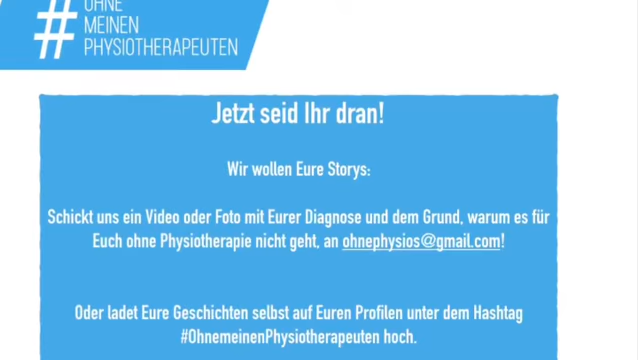 # OHNE
MEINEN
PHYSIOTHERAPEUTEN
Jetzt seid Ihr dran!
Wir wollen Eure Storys:
Schickt uns ein Video oder Foto mit Eurer Diagnose und dem Grund, warum es für
Euch ohne Physiotherapie nicht geht, an ohnephysios@gmail.com!
Oder ladet Eure Geschichten selbst auf Euren Profilen unter dem Hashtag
#OhnemeinenPhysiotherapeuten hoch.